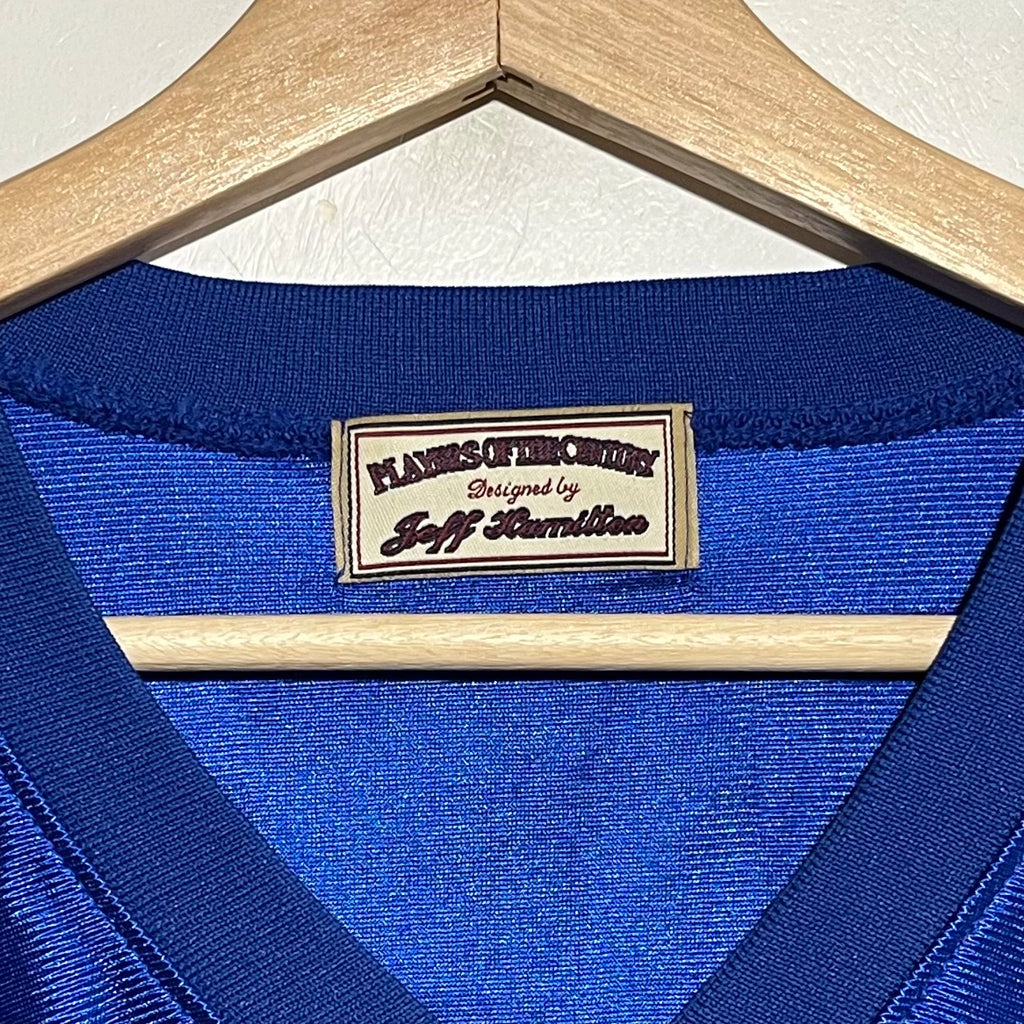 PLAYERS OF THE CENTURY
Designed by
Jeff Hamilton